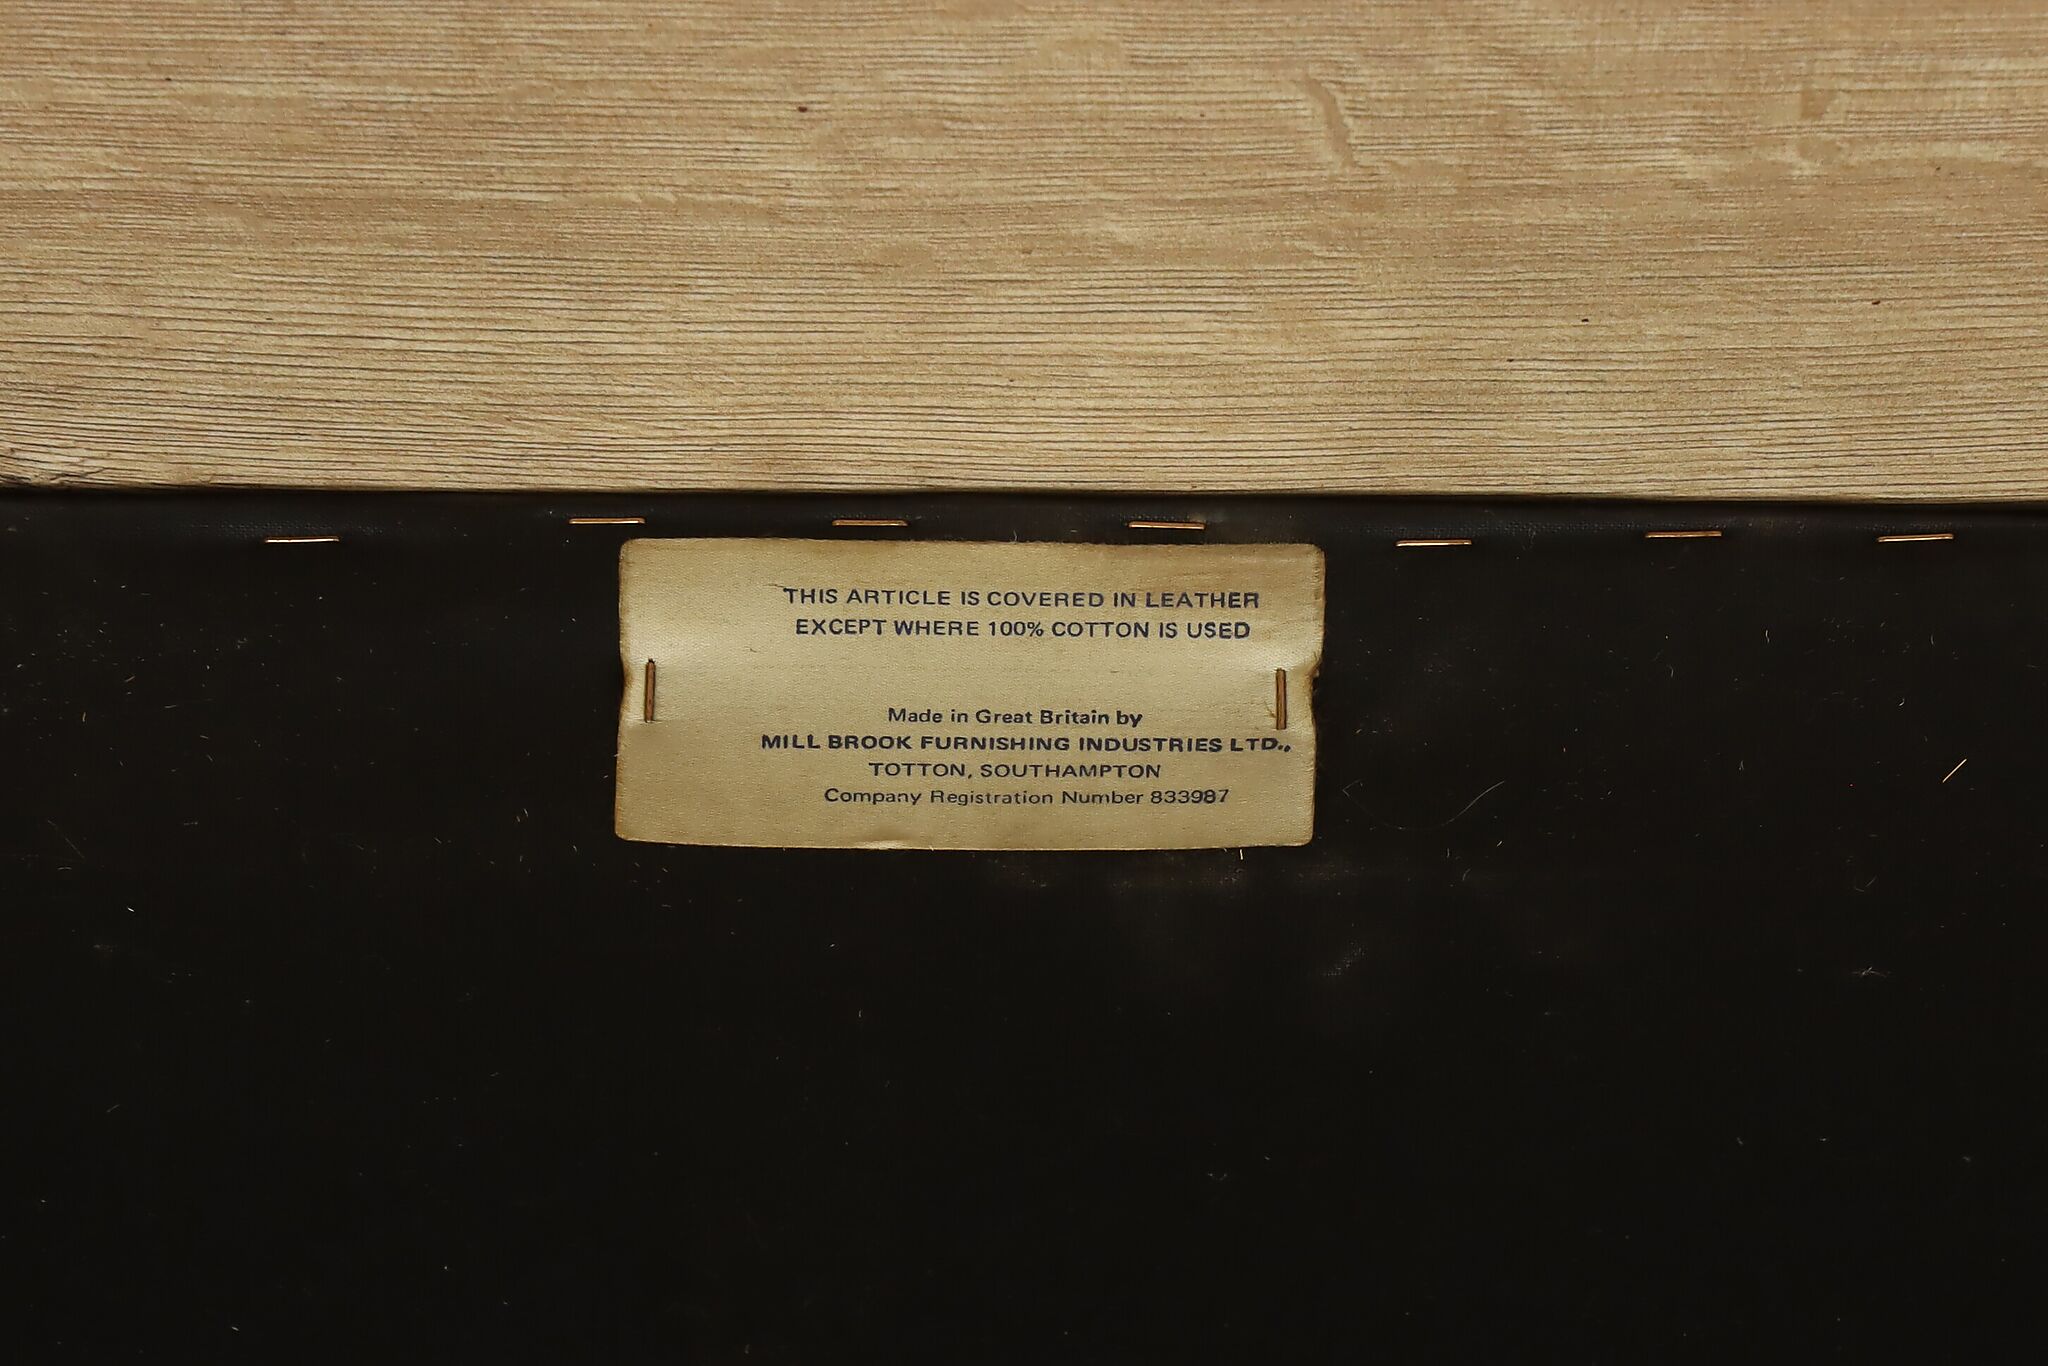 THIS ARTICLE IS COVERED IN LEATHER
EXCEPT WHERE 100% COTTON IS USED
Made in Great Britain by
MILL BROOK FURNISHING INDUSTRIES LTD.,
TOTTON, SOUTHAMPTON
Company Registration Number 833987